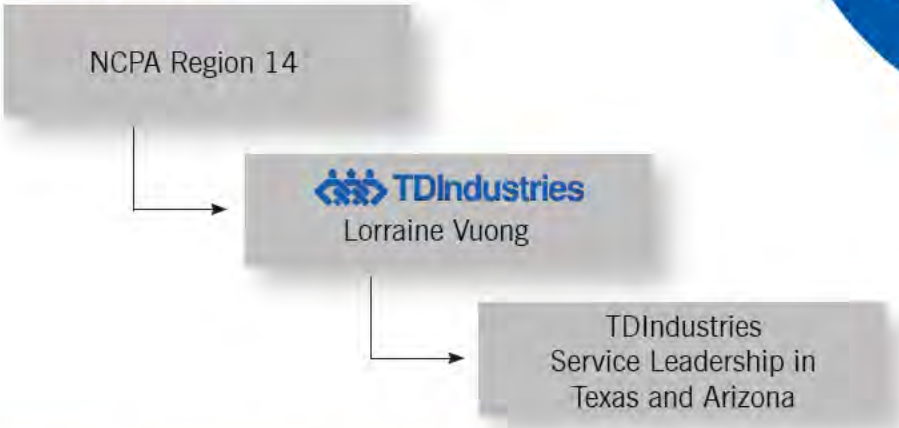 NCPA Region 14
TDIndustries
Lorraine Vuong
TDIndustries
Service Leadership in
Texas and Arizona